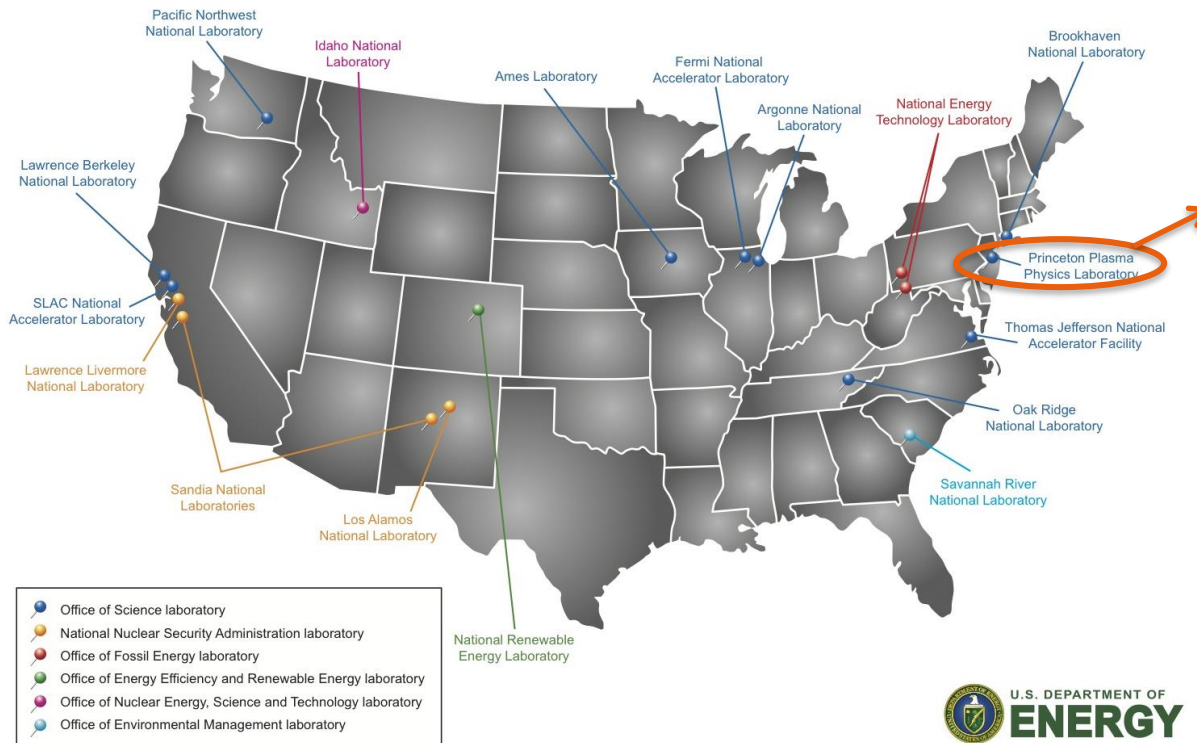 Pacific Northwest
National Laboratory
Idaho National
Laboratory
Ames Laboratory
Fermi National
Accelerator Laboratory
Argonne National
Laboratory
Brookhaven
National Laboratory
National Energy
Technology Laboratory
Lawrence Berkeley
National Laboratory
Princeton Plasma
Physics Laboratory
SLAC National
Accelerator Laboratory
Thomas Jefferson National
Accelerator Facility
Lawrence Livermore
National Laboratory
Oak Ridge
National Laboratory
Sandia National
Laboratories
Los Alamos
National Laboratory
Savannah River
National Laboratory
National Renewable
Energy Laboratory
Office of Science laboratory
National Nuclear Security Administration laboratory
Office of Fossil Energy laboratory
Office of Energy Efficiency and Renewable Energy laboratory
Office of Nuclear Energy, Science and Technology laboratory
Office of Environmental Management laboratory
U.S. DEPARTMENT OF
ENERGY